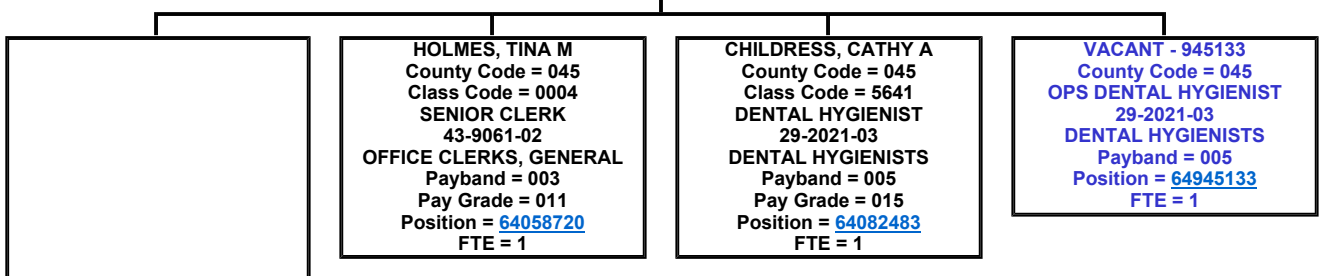 HOLMES, TINA M
County Code = 045
Class Code = 0004
SENIOR CLERK
43-9061-02
OFFICE CLERKS, GENERAL
Payband = 003
Pay Grade = 011
Position = 64058720
FTE = 1
CHILDRESS, CATHY A
County Code = 045
Class Code = 5641
DENTAL HYGIENIST
29-2021-03
DENTAL HYGIENISTS
Payband = 005
Pay Grade = 015
Position = 64082483
FTE = 1
VACANT - 945133
County Code = 045
OPS DENTAL HYGIENIST
29-2021-03
DENTAL HYGIENISTS
Payband = 005
Position = 64945133
FTE = 1